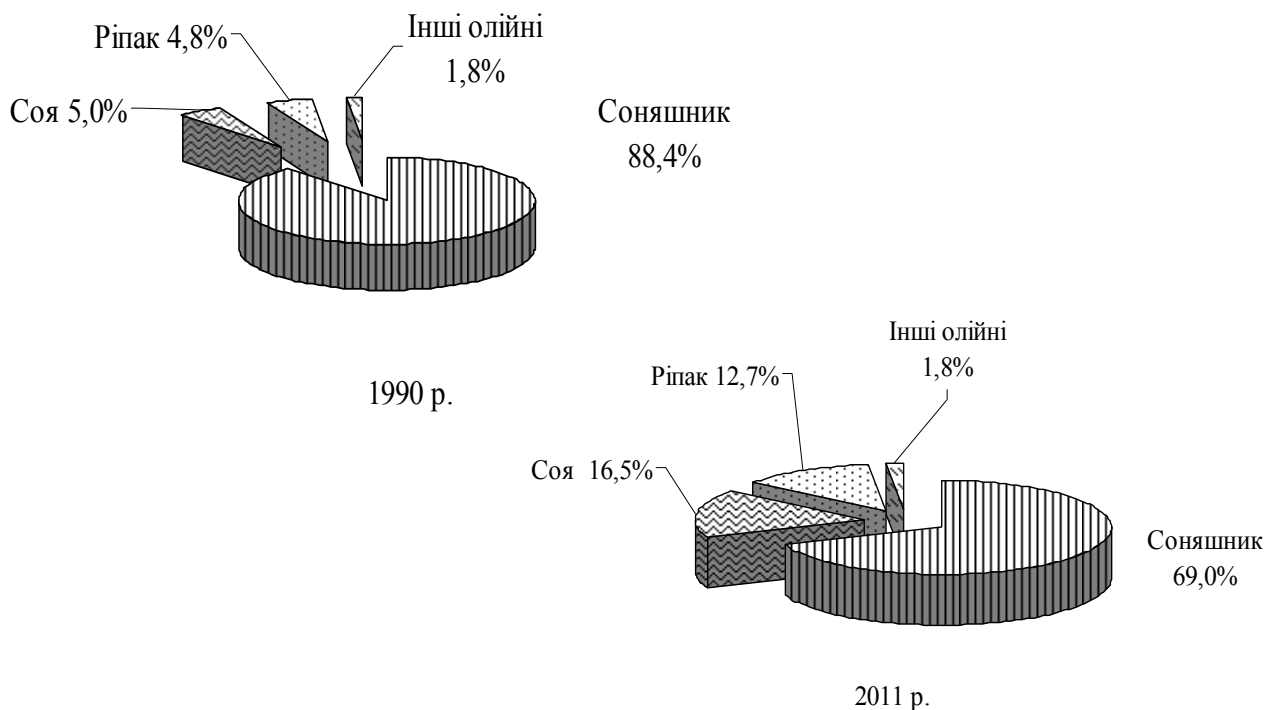 Ріпак 4,8%
Інші олійні
1,8%
Соя 5,0%
Соняшник
88,4%
1990 р.
Інші олійні
1,8%
Ріпак 12,7%
Соя 16,5%
Соняшник
69,0%
2011 р.